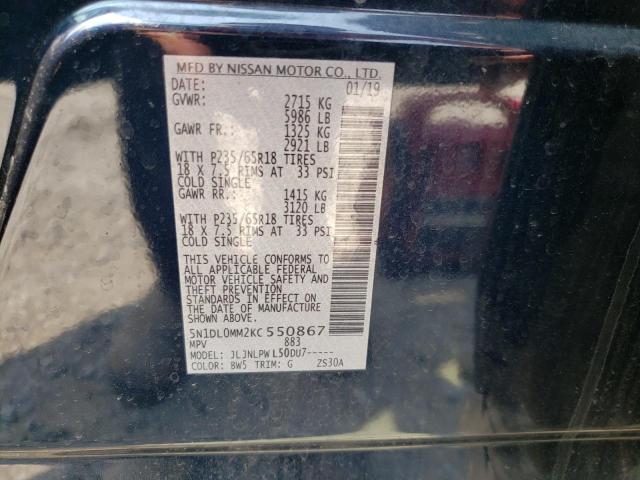 MFD BY NISSAN MOTOR CO., LTD.
DATE: 01/19
GVWR: 2715 KG
5986 LB
GAWR FR.: 1325 KG
2921 LB
WITH P235/65R18 TIRES
18 X 7.5 RIMS AT 33 PSI
COLD SINGLE
GAWR RR.: 1415 KG
3120 LB
WITH P235/65R18 TIRES
18 X 7.5 RIMS AT 33 PSI
COLD SINGLE
THIS VEHICLE CONFORMS TO
ALL APPLICABLE FEDERAL
MOTOR VEHICLE SAFETY AND
AND THEFT PREVENTION
STANDARDS IN EFFECT ON THE
DATE OF MANUFACTURE
SHOWN ABOVE.
5N1DL0MM2KC550867
MPV 883
MODEL: JLJNLPWL50DU7-----
COLOR: BW5 TRIM: G ZS30A